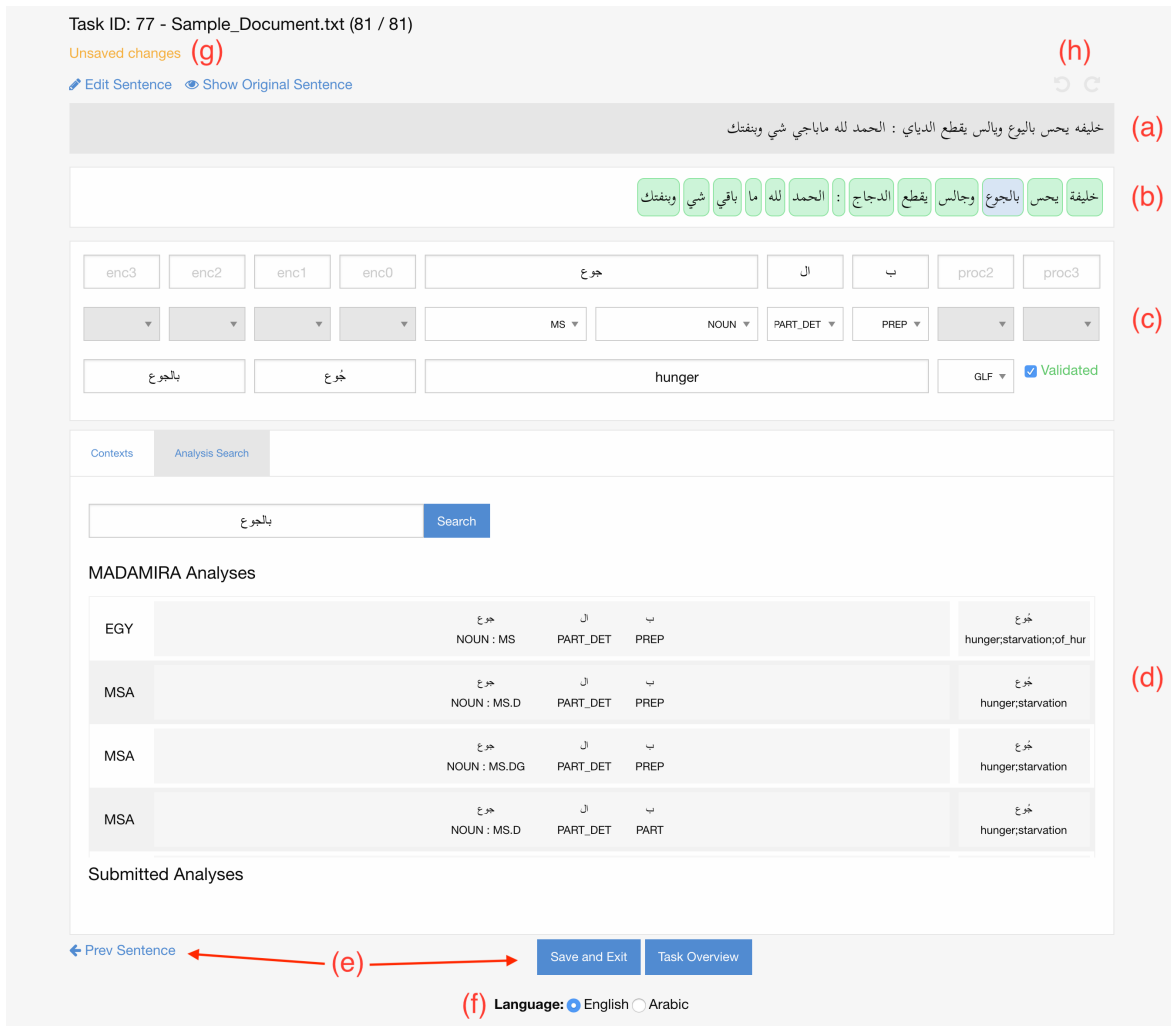 Task ID: 77 - Sample_Document.txt (81 / 81)
Unsaved changes (g)
(h)
Edit Sentence Show Original Sentence
خليفه يحس باليوع ويالس يقطع الدياي : الحمد لله ماباجي شي وبنفتك
(a)
خليفة يحس بالجوع وجالس يقطع الدجاج : الحمد لله ما باقي شي وبنفتك
(b)
enc3 enc2 enc1 enc0 جوع ال ب proc2 proc3
MS NOUN PART_DET PREP
(c)
بالجوع جُوع hunger GLF Validated
Contexts Analysis Search
بالجوع Search
MADAMIRA Analyses
EGY
جوع ال ب
NOUN : MS PART_DET PREP
جُوع
hunger;starvation;of_hur
MSA
جوع ال ب
NOUN : MS.D PART_DET PREP
جُوع
hunger;starvation
(d)
MSA
جوع ال ب
NOUN : MS.DG PART_DET PREP
جُوع
hunger;starvation
MSA
جوع ال ب
NOUN : MS.D PART_DET PART
جُوع
hunger;starvation
Submitted Analyses
Prev Sentence (e) Save and Exit Task Overview
(f) Language: English Arabic